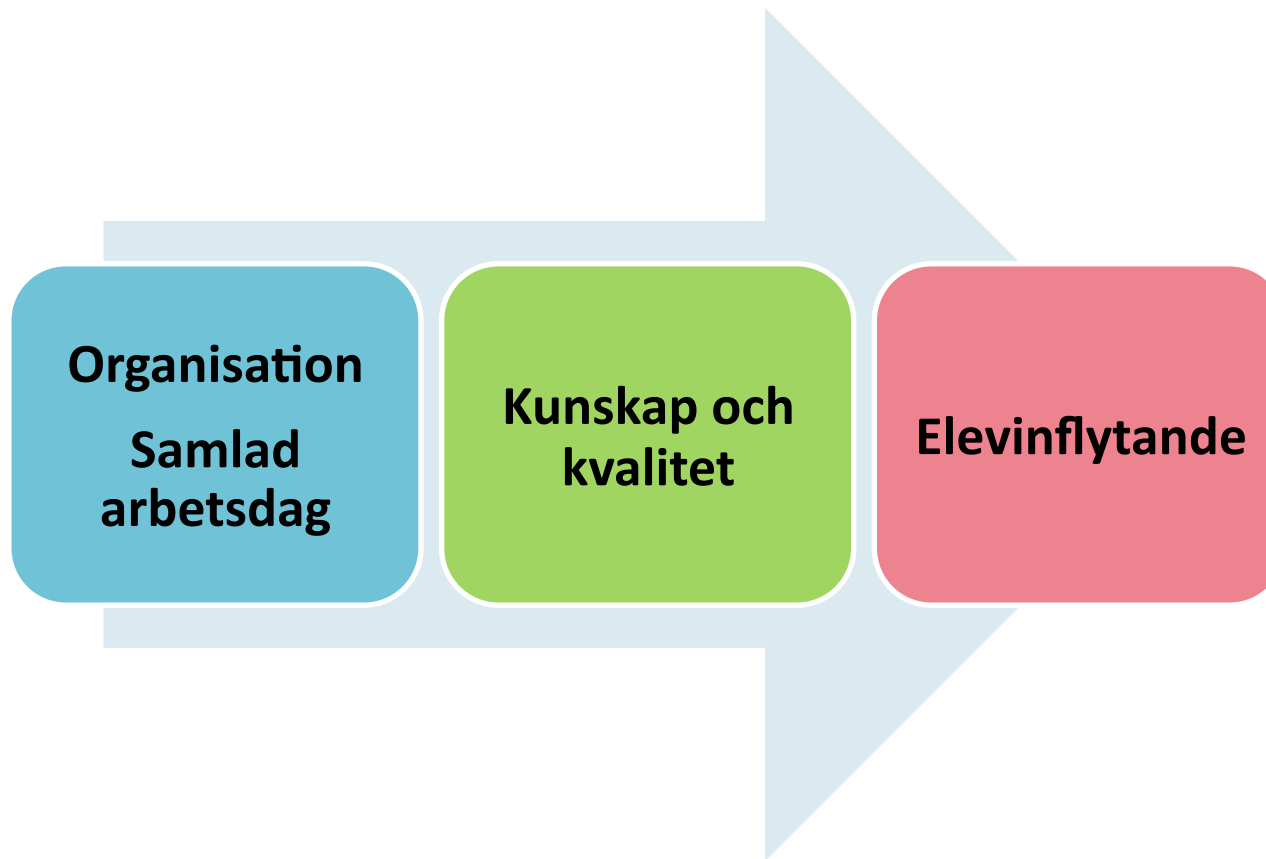 Organisation
Samlad
arbetsdag
Kunskap och
kvalitet
Elevinflytande